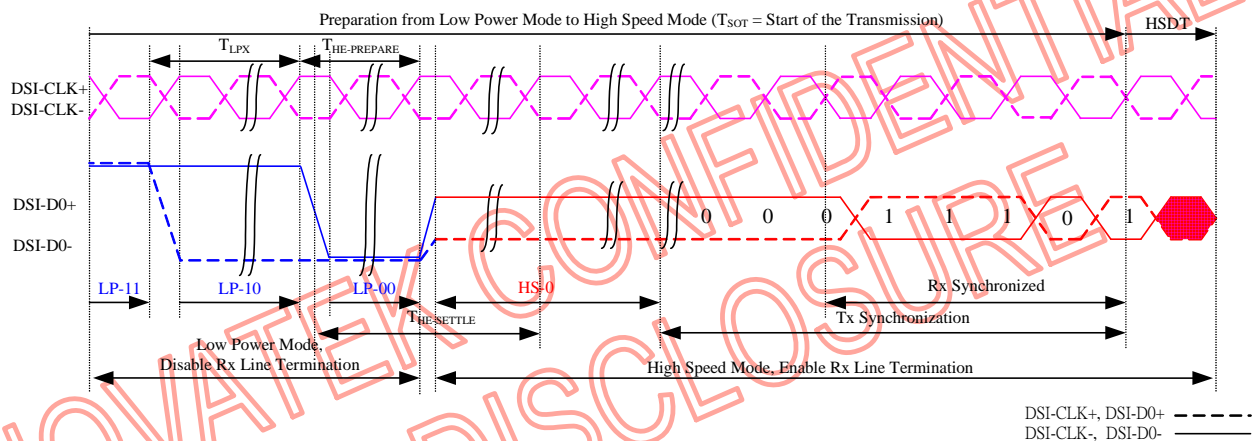 Preparation from Low Power Mode to High Speed Mode (TSOT = Start of the Transmission)
HSDT
TLPX
THE-PREPARE
DSI-CLK+
DSI-CLK-
DSI-D0+
0 0 0 1 1 1 0 1
DSI-D0-
LP-11
LP-10
LP-00
HS-0
Rx Synchronized
THE-SETTLE
Tx Synchronization
Low Power Mode,
Disable Rx Line Termination
High Speed Mode, Enable Rx Line Termination
DSI-CLK+, DSI-D0+
DSI-CLK-, DSI-D0-
NOVATEK CONFIDENTIAL
DISCLOSURE